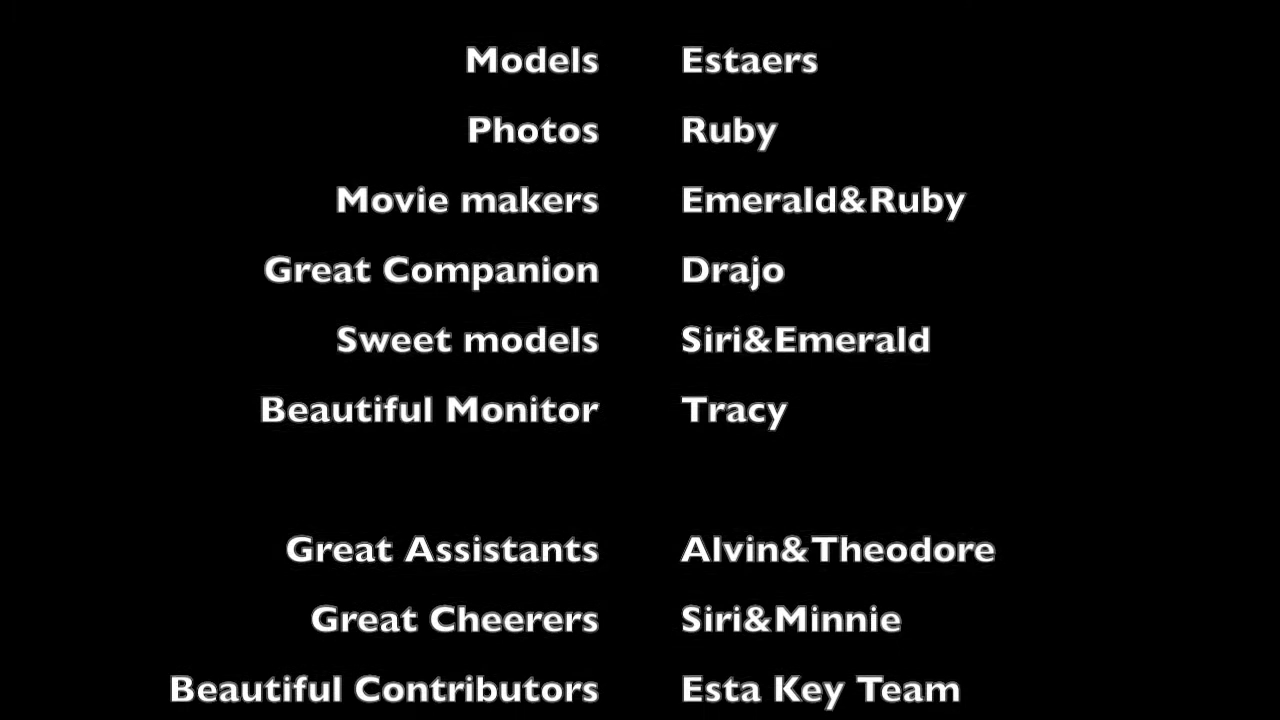 Models Estaers
Photos Ruby
Movie makers Emerald&Ruby
Great Companion Drajo
Sweet models Siri&Emerald
Beautiful Monitor Tracy
Great Assistants Alvin&Theodore
Great Cheerers Siri&Minnie
Beautiful Contributors Esta Key Team